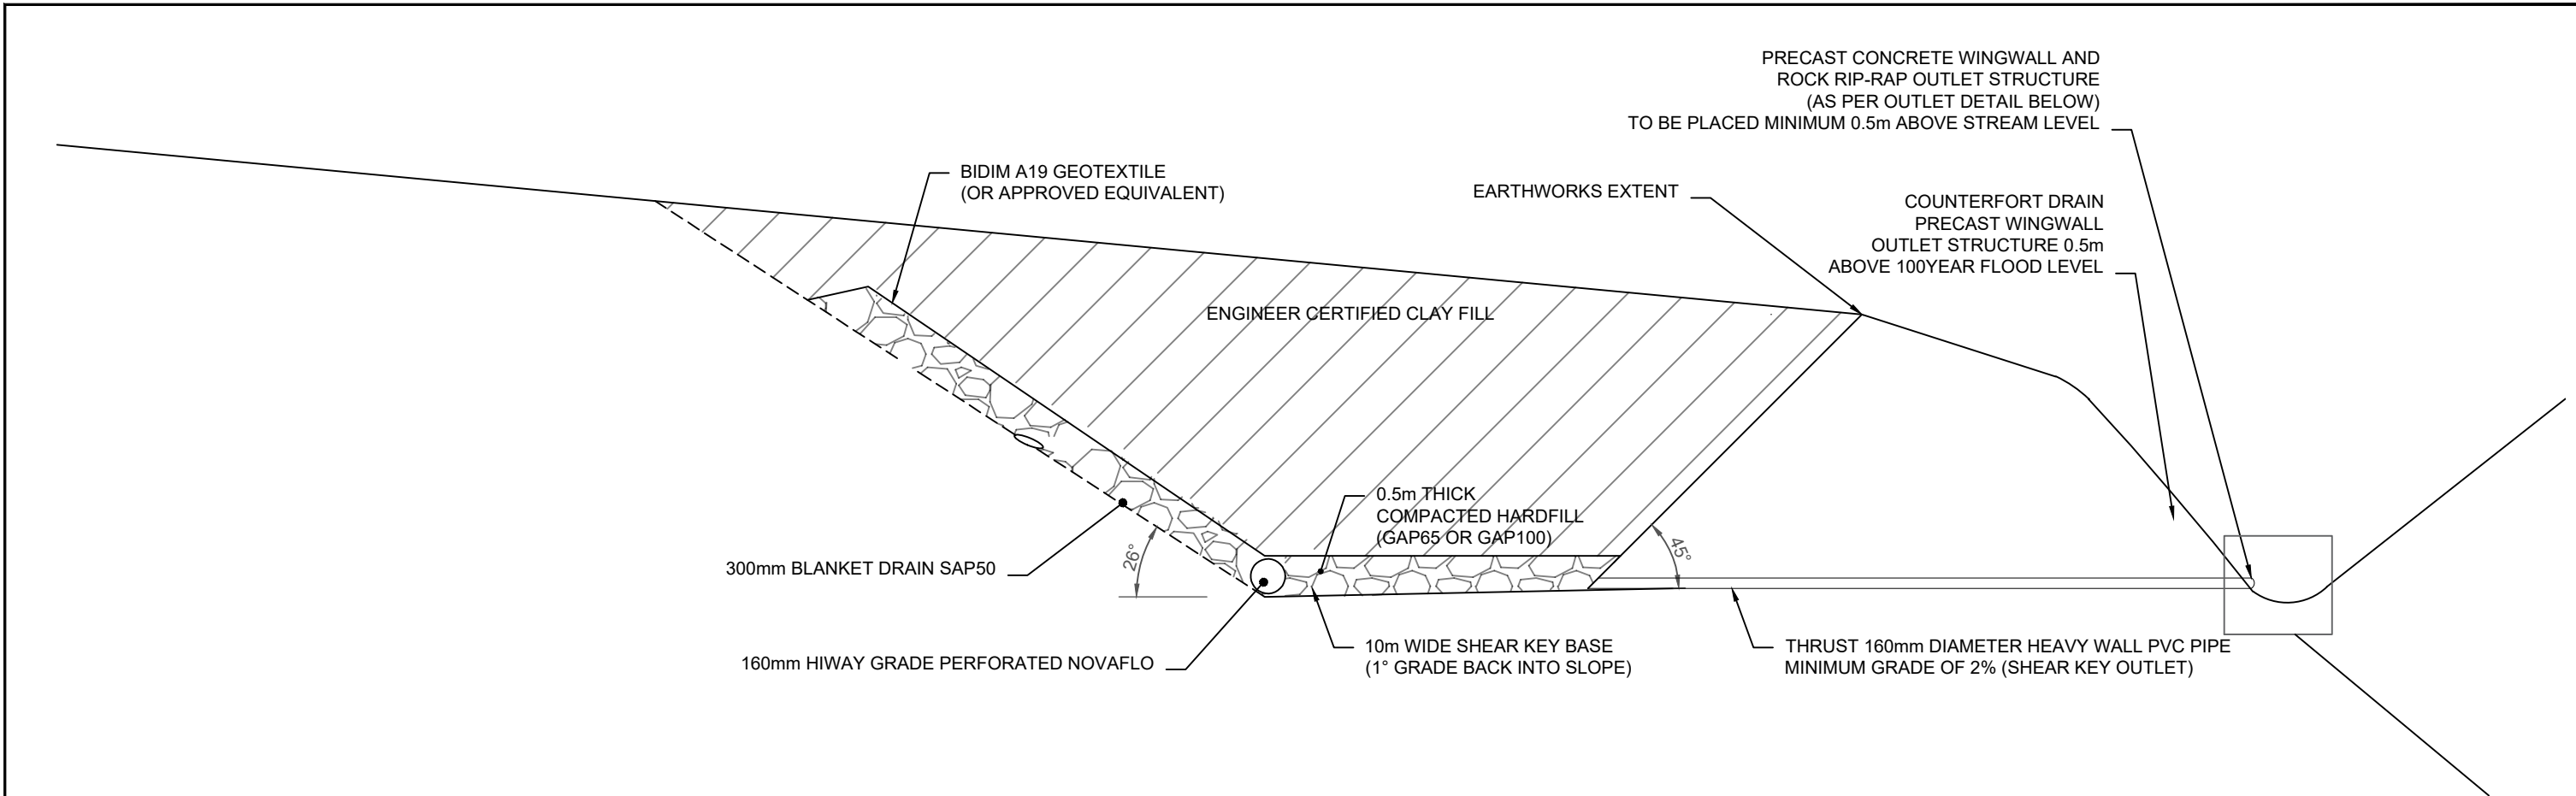 PRECAST CONCRETE WINGWALL AND
ROCK RIP-RAP OUTLET STRUCTURE
(AS PER OUTLET DETAIL BELOW)
TO BE PLACED MINIMUM 0.5m ABOVE STREAM LEVEL
BIDIM A19 GEOTEXTILE
(OR APPROVED EQUIVALENT)
EARTHWORKS EXTENT
COUNTERFORT DRAIN
PRECAST WINGWALL
OUTLET STRUCTURE 0.5m
ABOVE 100YEAR FLOOD LEVEL
ENGINEER CERTIFIED CLAY FILL
0.5m THICK
COMPACTED HARDFILL
(GAP65 OR GAP100)
26°
45°
300mm BLANKET DRAIN SAP50
160mm HIWAY GRADE PERFORATED NOVAFLO
10m WIDE SHEAR KEY BASE
(1° GRADE BACK INTO SLOPE)
THRUST 160mm DIAMETER HEAVY WALL PVC PIPE
MINIMUM GRADE OF 2% (SHEAR KEY OUTLET)